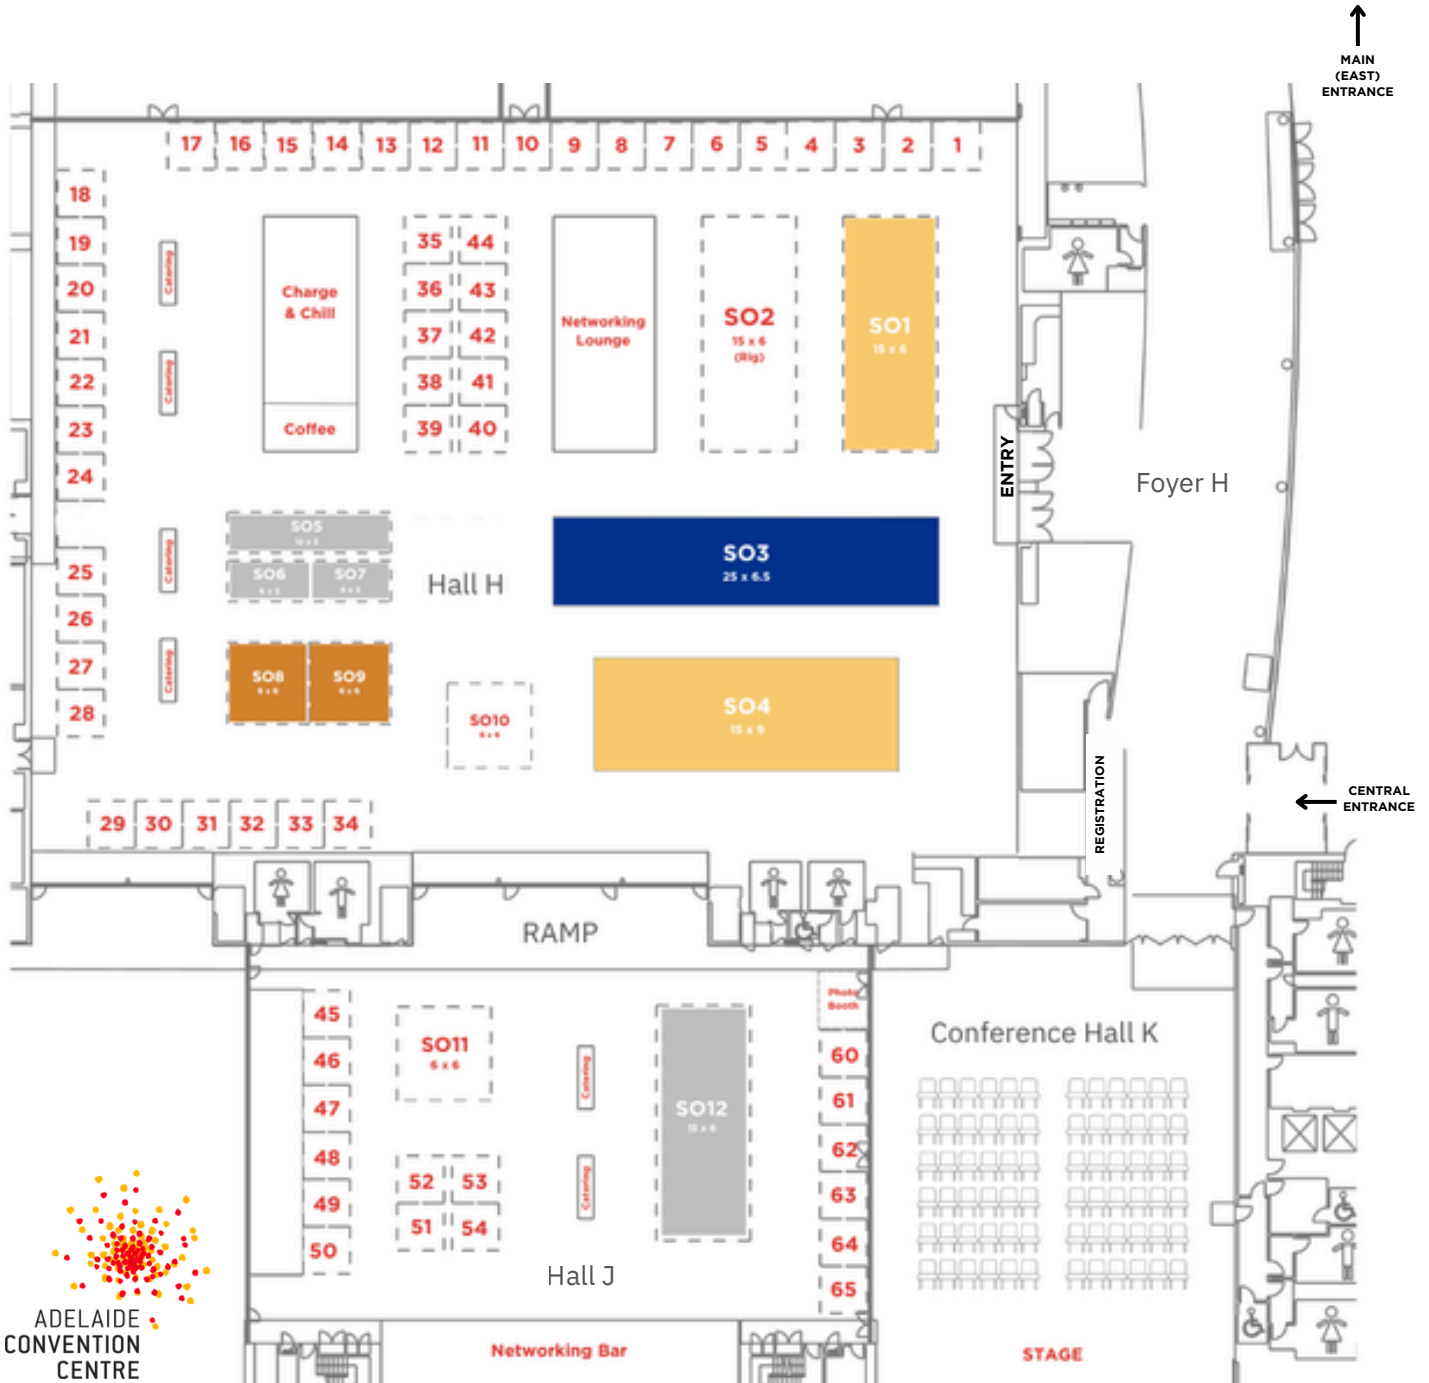 MAIN
(EAST)
ENTRANCE
17 16 15 14 13 12 11 10 9 8 7 6 5 4 3 2 1
18
19
20
21
22
23
24
25
26
27
28
Catering
Catering
Catering
Catering
Charge
& Chill
Coffee
35 44
36 43
37 42
38 41
39 40
Networking
Lounge
SO2
15 x 6
(Rig)
SO1
15 x 6
ENTRY
Foyer H
SO5
SO6 SO7
Hall H
SO3
25 x 6.5
SO8 SO9
6 x 6 6 x 6
SO10
6 x 6
SO4
15 x 9
REGISTRATION
CENTRAL
ENTRANCE
29 30 31 32 33 34
RAMP
45
46
47
48
49
50
SO11
6 x 6
52 53
51 54
Catering
Catering
SO12
15 x 6
Photo
Booth
60
61
62
63
64
65
Hall J
Networking Bar
Conference Hall K
STAGE
ADELAIDE
CONVENTION
CENTRE